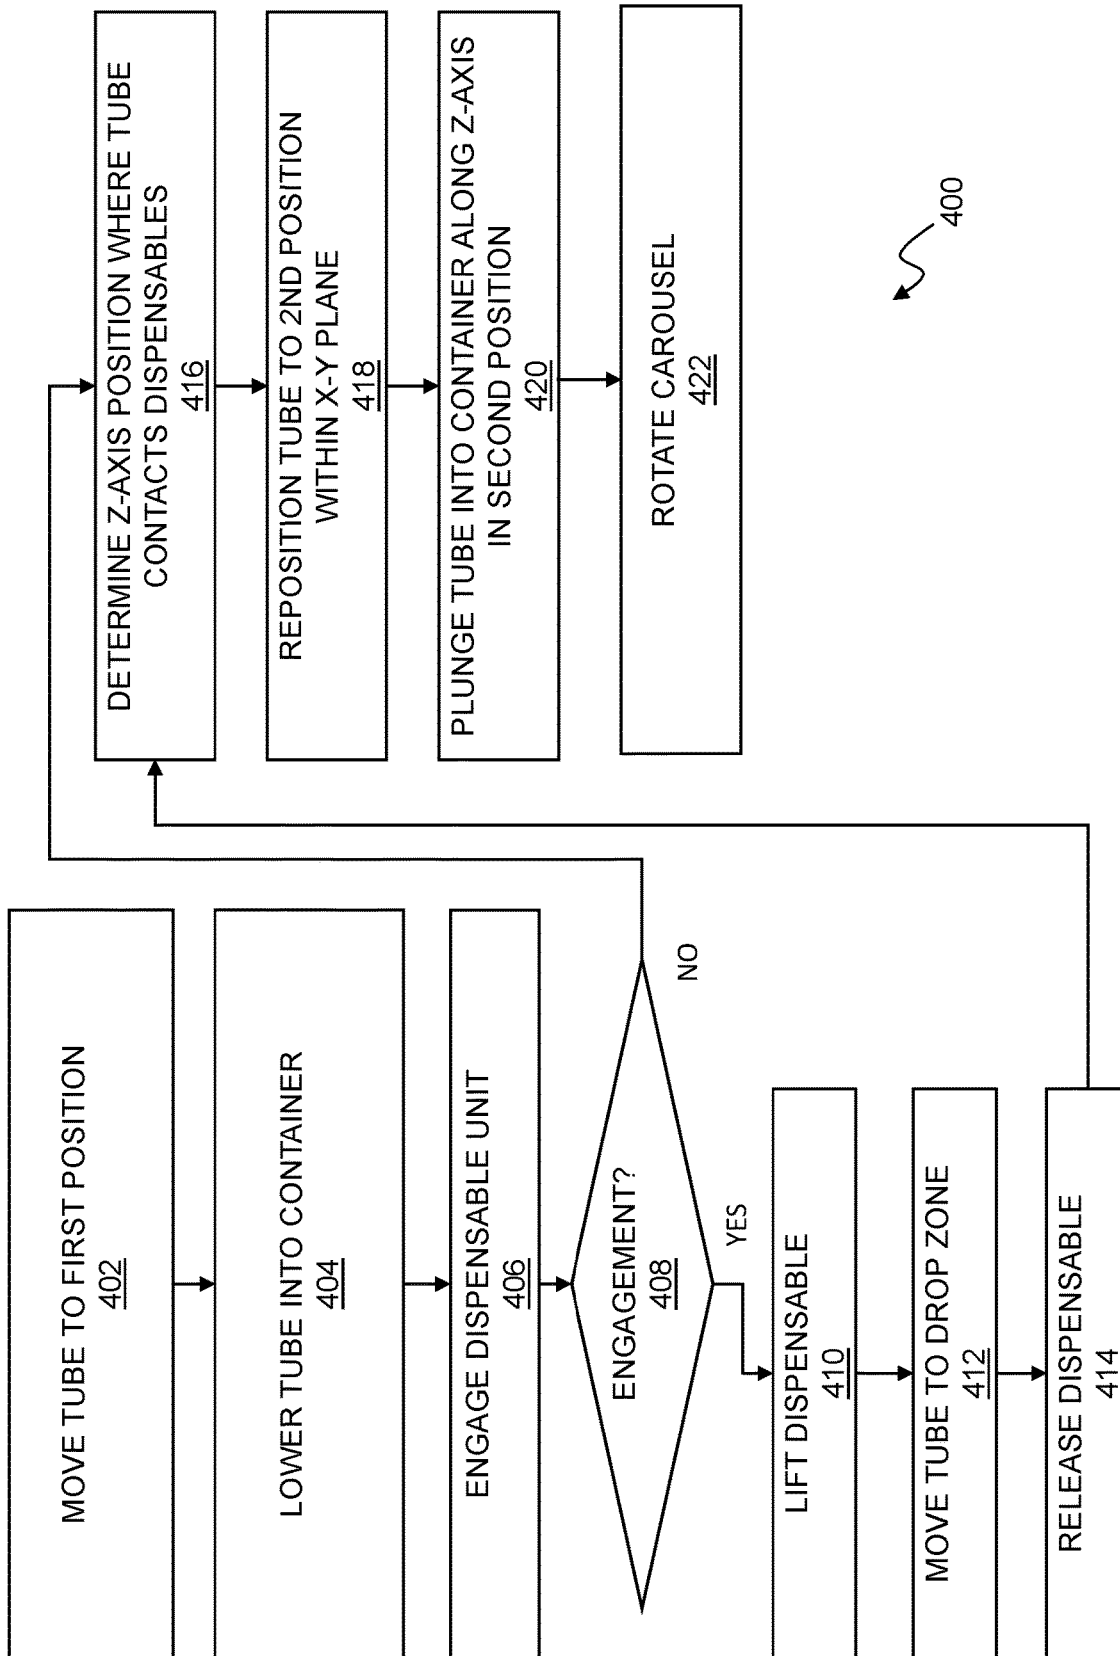 MOVE TUBE TO FIRST POSITION
402
LOWER TUBE INTO CONTAINER
404
ENGAGE DISPENSABLE UNIT
406
ENGAGEMENT?
408
NO
YES
LIFT DISPENSABLE
410
MOVE TUBE TO DROP ZONE
412
RELEASE DISPENSABLE
414
DETERMINE Z-AXIS POSITION WHERE TUBE
CONTACTS DISPENSABLES
416
REPOSITION TUBE TO 2ND POSITION
WITHIN X-Y PLANE
418
PLUNGE TUBE INTO CONTAINER ALONG Z-AXIS
IN SECOND POSITION
420
ROTATE CAROUSEL
422
400